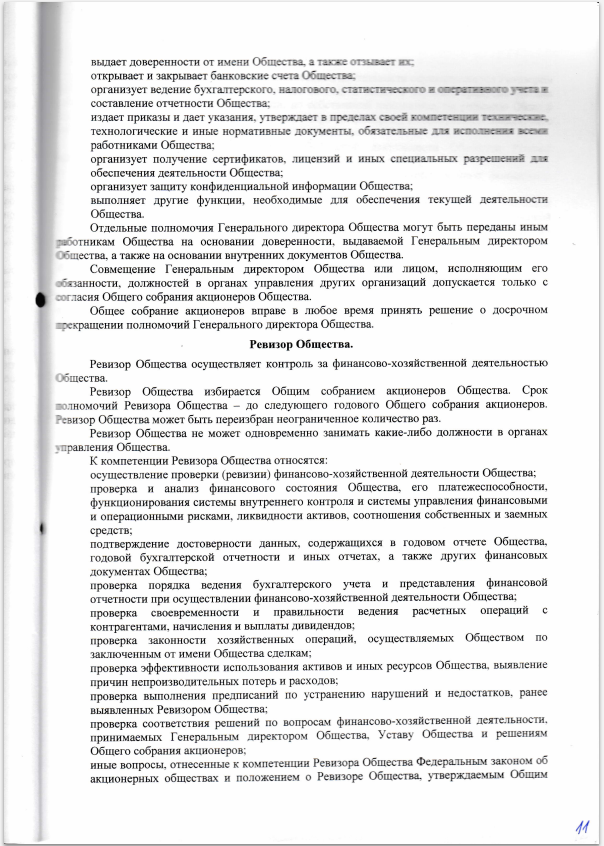 выдает доверенности от имени Общества, а также отзывает их;
открывает и закрывает банковские счета Общества;
организует ведение бухгалтерского, налогового, статистического и оперативного учета и
составление отчетности Общества;
издает приказы и дает указания, утверждает в пределах своей компетенции технические,
технологические и иные нормативные документы, обязательные для исполнения всеми
работниками Общества;
организует получение сертификатов, лицензий и иных специальных разрешений для
обеспечения деятельности Общества;
организует защиту конфиденциальной информации Общества;
выполняет другие функции, необходимые для обеспечения текущей деятельности
Общества.
Отдельные полномочия Генерального директора Общества могут быть переданы иным
работникам Общества на основании доверенности, выдаваемой Генеральным директором
Общества, а также на основании внутренних документов Общества.
Совмещение Генеральным директором Общества или лицом, исполняющим его
обязанности, должностей в органах управления других организаций допускается только с
согласия Общего собрания акционеров Общества.
Общее собрание акционеров вправе в любое время принять решение о досрочном
прекращении полномочий Генерального директора Общества.
Ревизор Общества.
Ревизор Общества осуществляет контроль за финансово-хозяйственной деятельностью
Общества.
Ревизор Общества избирается Общим собранием акционеров Общества. Срок
полномочий Ревизора Общества – до следующего годового Общего собрания акционеров.
Ревизор Общества может быть переизбран неограниченное количество раз.
Ревизор Общества не может одновременно занимать какие-либо должности в органах
управления Общества.
К компетенции Ревизора Общества относятся:
осуществление проверки (ревизии) финансово-хозяйственной деятельности Общества;
проверка и анализ финансового состояния Общества, его платежеспособности,
функционирования системы внутреннего контроля и системы управления финансовыми
и операционными рисками, ликвидности активов, соотношения собственных и заемных
средств;
подтверждение достоверности данных, содержащихся в годовом отчете Общества,
годовой бухгалтерской отчетности и иных отчетах, а также других финансовых
документах Общества;
проверка порядка ведения бухгалтерского учета и представления финансовой
отчетности при осуществлении финансово-хозяйственной деятельности Общества;
проверка своевременности и правильности ведения расчетных операций с
контрагентами, начисления и выплаты дивидендов;
проверка законности хозяйственных операций, осуществляемых Обществом по
заключенным от имени Общества сделкам;
проверка эффективности использования активов и иных ресурсов Общества, выявление
причин непроизводительных потерь и расходов;
проверка выполнения предписаний по устранению нарушений и недостатков, ранее
выявленных Ревизором Общества;
проверка соответствия решений по вопросам финансово-хозяйственной деятельности,
принимаемых Генеральным директором Общества, Уставу Общества и решениям
Общего собрания акционеров;
иные вопросы, отнесенные к компетенции Ревизора Общества Федеральным законом об
акционерных обществах и положением о Ревизоре Общества, утверждаемым Общим
11